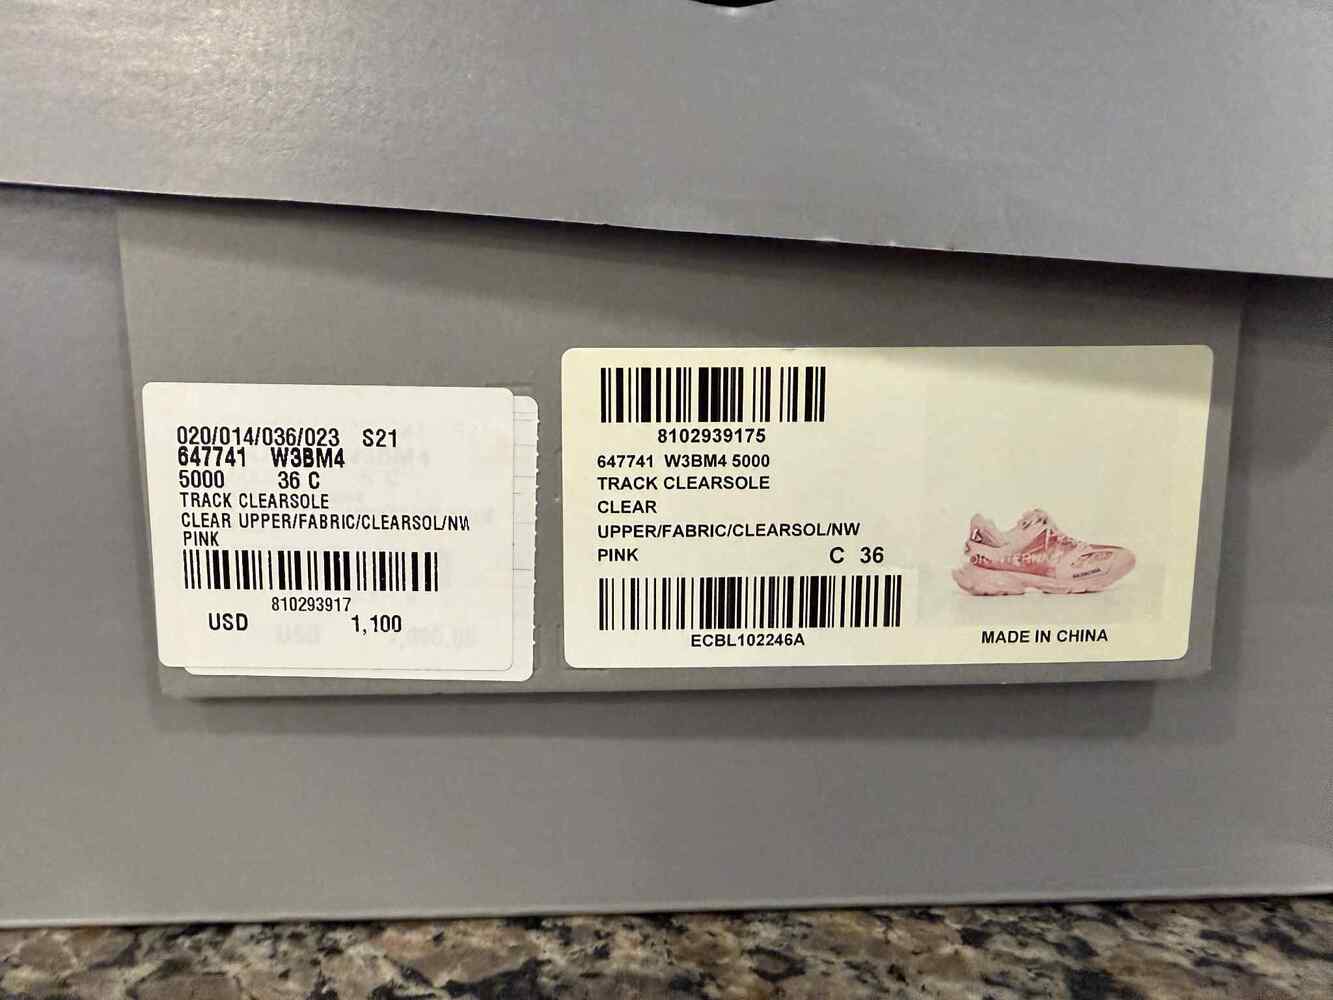 020/014/036/023 S21
647741 W3BM4
5000 36 C
TRACK CLEARSOLE
CLEAR UPPER/FABRIC/CLEARSOL/NW
PINK
810293917
USD 1,100
8102939175
647741 W3BM4 5000
TRACK CLEARSOLE
CLEAR
UPPER/FABRIC/CLEARSOL/NW
PINK C 36
ECBL102246A
MADE IN CHINA